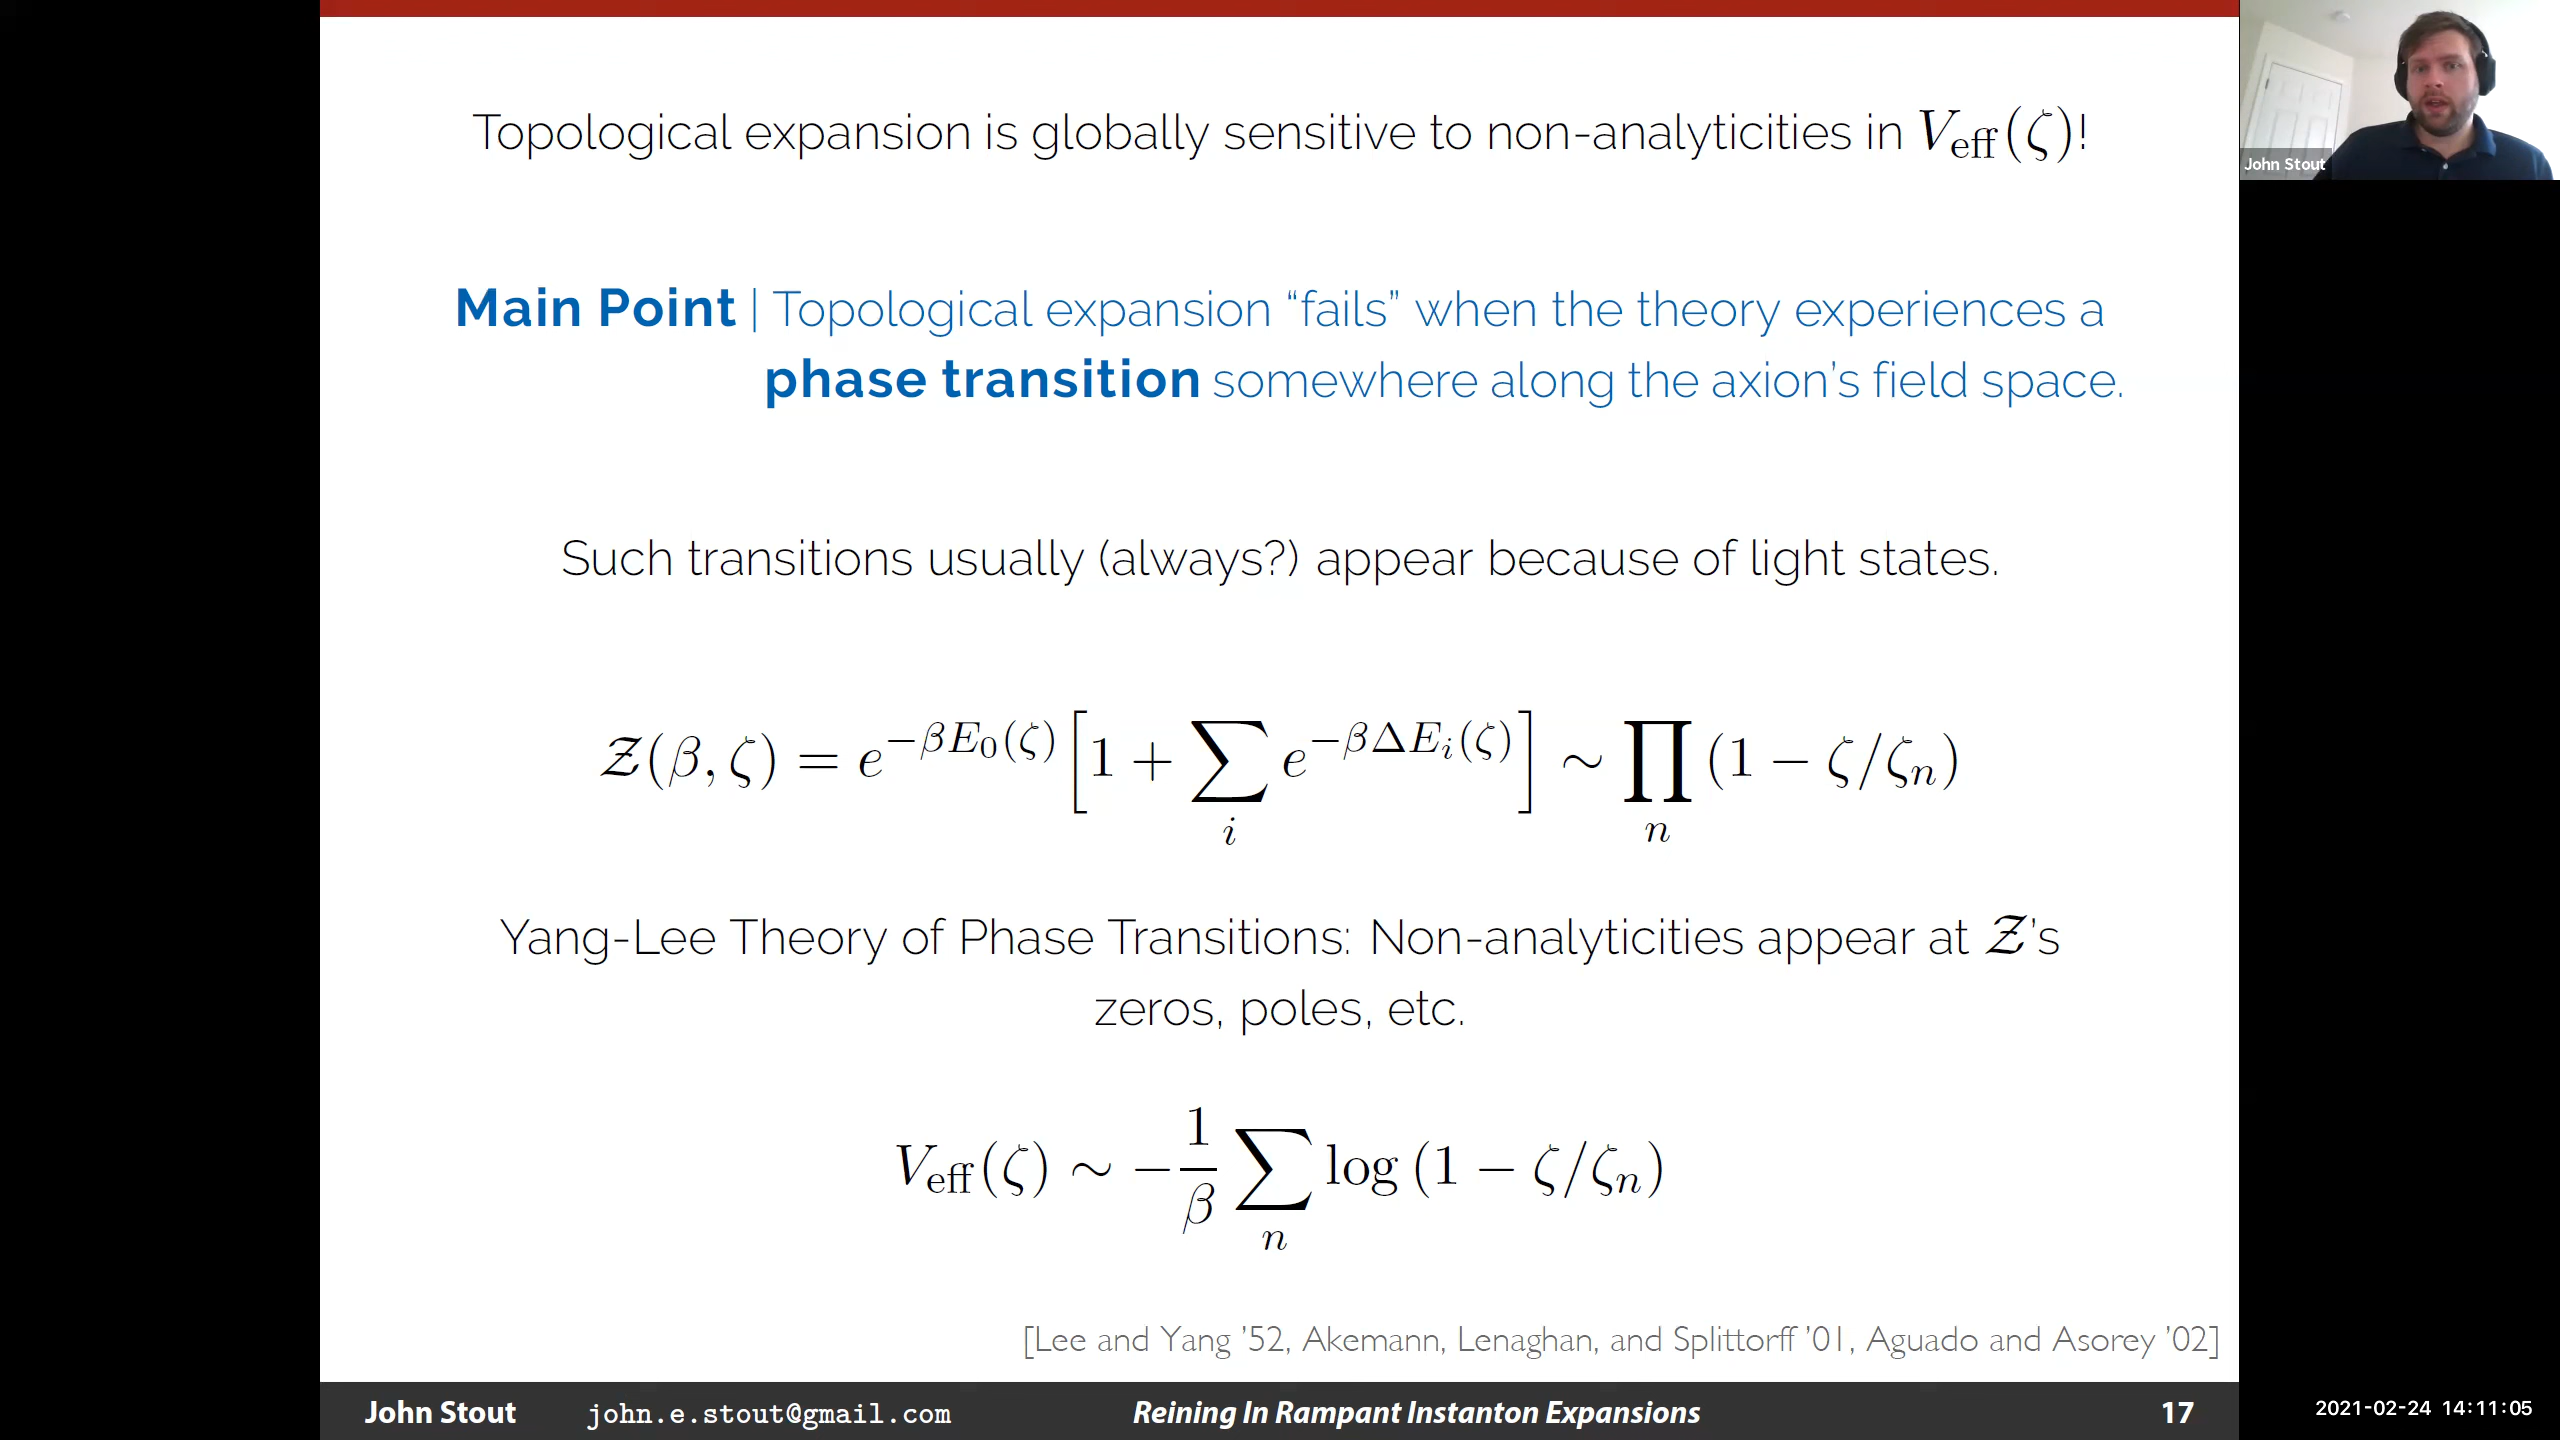 Topological expansion is globally sensitive to non-analyticities in V_eff(ζ)!
John Stout
Main Point | Topological expansion “fails” when the theory experiences a
phase transition somewhere along the axion’s field space.
Such transitions usually (always?) appear because of light states.
𝒵(β, ζ) = e^{−βE_0(ζ)} [1 + ∑_i e^{−βΔE_i(ζ)}] ∼ ∏_n (1 − ζ/ζ_n)
Yang-Lee Theory of Phase Transitions: Non-analyticities appear at 𝒵’s
zeros, poles, etc.
V_eff(ζ) ∼ −1/β ∑_n log (1 − ζ/ζ_n)
[Lee and Yang ’52, Akemann, Lenaghan, and Splittorff ’01, Aguado and Asorey ’02]
John Stout john.e.stout@gmail.com Reining In Rampant Instanton Expansions 17
2021-02-24 14:11:05